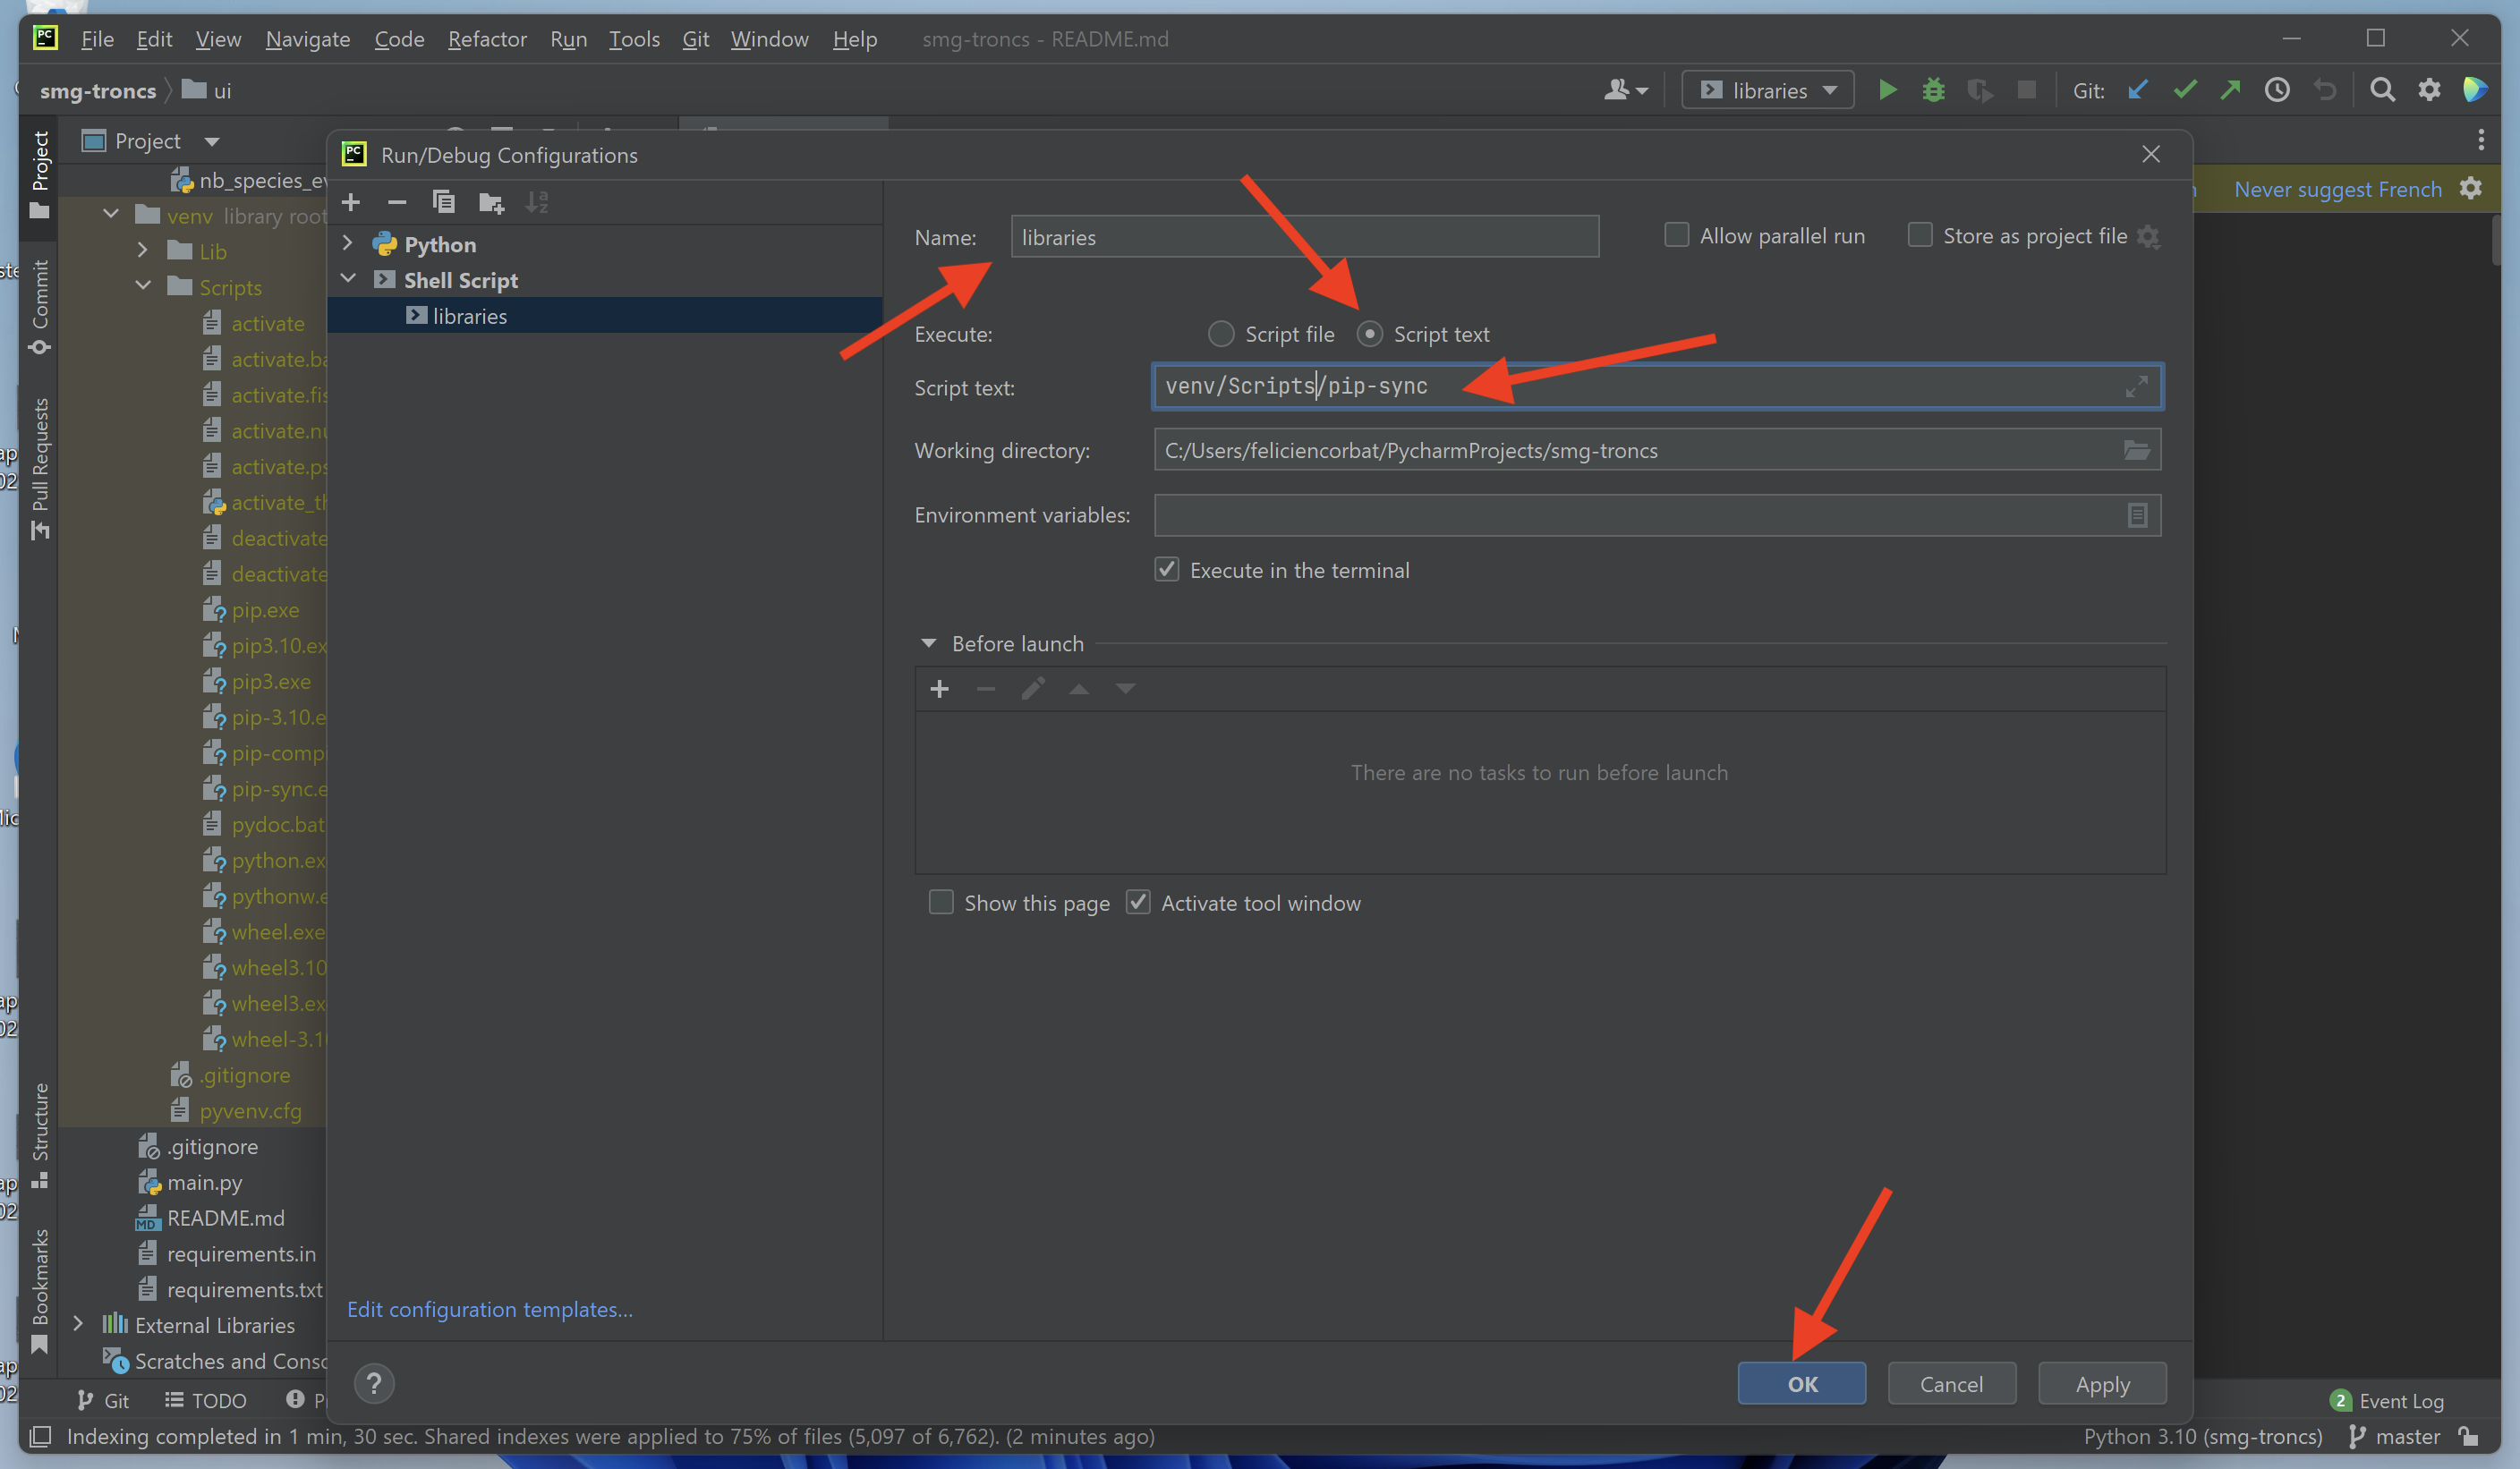 File Edit View Navigate Code Refactor Run Tools Git Window Help smg-troncs - README.md
smg-troncs ui libraries Git:
Project
Run/Debug Configurations
Never suggest French
Project
Commit
Pull Requests
Structure
Bookmarks
nb_species_ev
venv library root
Lib
Scripts
activate
activate.ba
activate.fis
activate.nu
activate.ps
activate_th
deactivate
deactivate
pip.exe
pip3.10.ex
pip3.exe
pip-3.10.e
pip-compi
pip-sync.e
pydoc.bat
python.ex
pythonw.e
wheel.exe
wheel3.10
wheel3.ex
wheel-3.10
.gitignore
pyvenv.cfg
.gitignore
main.py
README.md
requirements.in
requirements.txt
External Libraries
Scratches and Conso
Python
Shell Script
libraries
Edit configuration templates...
Name: libraries Allow parallel run Store as project file
Execute: Script file Script text
Script text: venv/Scripts/pip-sync
Working directory: C:/Users/feliciencorbat/PycharmProjects/smg-troncs
Environment variables:
Execute in the terminal
Before launch
There are no tasks to run before launch
Show this page Activate tool window
? OK Cancel Apply
Git TODO 2 Event Log
Indexing completed in 1 min, 30 sec. Shared indexes were applied to 75% of files (5,097 of 6,762). (2 minutes ago) Python 3.10 (smg-troncs) master